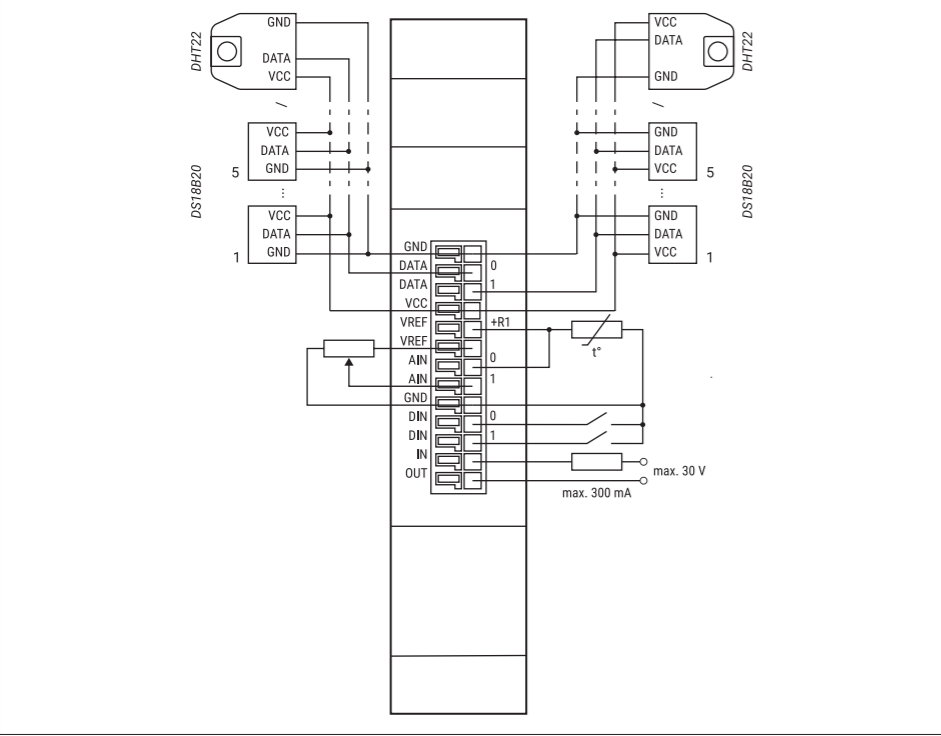 DHT22
GND
DATA
VCC
/
DS18B20
VCC
DATA
GND
5
...
VCC
DATA
GND
1
VCC
DATA
GND
DHT22
/
GND
DATA
VCC
5
DS18B20
...
GND
DATA
VCC
1
GND
DATA 0
DATA 1
VCC
VREF +R1
VREF
AIN 0
AIN 1
GND
DIN 0
DIN 1
IN
OUT
t°
max. 30 V
max. 300 mA